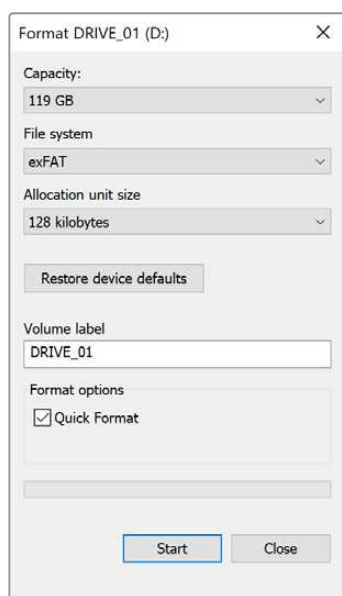 Format DRIVE_01 (D:)
Capacity:
119 GB
File system
exFAT
Allocation unit size
128 kilobytes
Restore device defaults
Volume label
DRIVE_01
Format options
Quick Format
Start Close